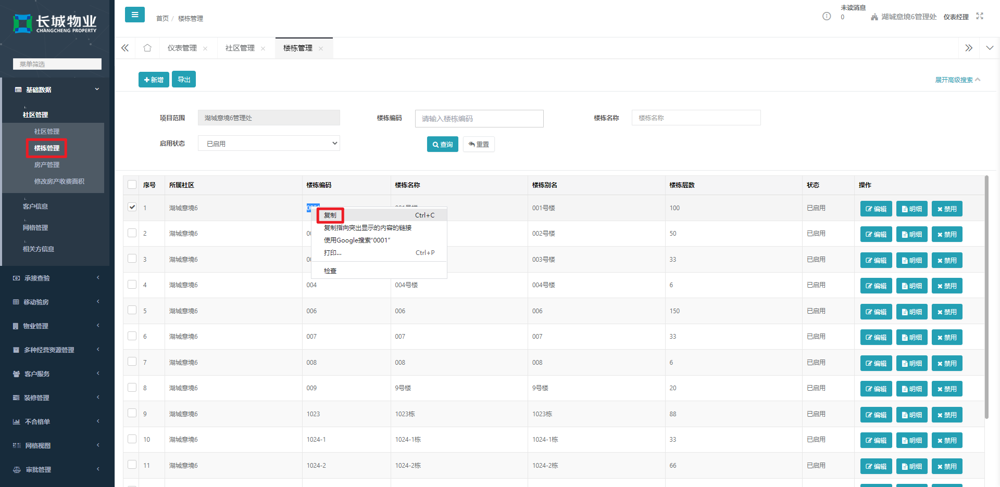 长城物业
CHANGCHENG PROPERTY
菜单筛选
基础数据
社区管理
社区管理
楼栋管理
房产管理
修改房产收费面积
客户信息
网格管理
相关方信息
承接查验
移动验房
物业管理
多种经营资源管理
客户服务
装修管理
不合格单
网格视图
审批管理
首页 / 楼栋管理
未读消息
0
湖城意境6管理处
仪表经理
仪表管理 社区管理 楼栋管理
新增 导出
展开高级搜索
项目范围 湖城意境6管理处 楼栋编码 请输入楼栋编码 楼栋名称 楼栋名称
启用状态 已启用 查询 重置
序号 所属社区 楼栋编码 楼栋名称 楼栋别名 楼栋层数 状态 操作
1 湖城意境6 001号楼 100 已启用 编辑 明细 禁用
复制 Ctrl+C
复制指向突出显示的内容的链接
使用Google搜索“0001”
打印... Ctrl+P
检查
2 湖城意境6 002号楼 50 已启用 编辑 明细 禁用
3 湖城意境6 003号楼 33 已启用 编辑 明细 禁用
4 湖城意境6 004 004号楼 004号楼 6 已启用 编辑 明细 禁用
5 湖城意境6 006 006 006 150 已启用 编辑 明细 禁用
6 湖城意境6 007 007 007 33 已启用 编辑 明细 禁用
7 湖城意境6 008 008 008 6 已启用 编辑 明细 禁用
8 湖城意境6 009 9号楼 9号楼 20 已启用 编辑 明细 禁用
9 湖城意境6 1023 1023栋 1023栋 88 已启用 编辑 明细 禁用
10 湖城意境6 1024-1 1024-1栋 1024-1栋 33 已启用 编辑 明细 禁用
11 湖城意境6 1024-2 1024-2栋 1024-2栋 66 已启用 编辑 明细 禁用